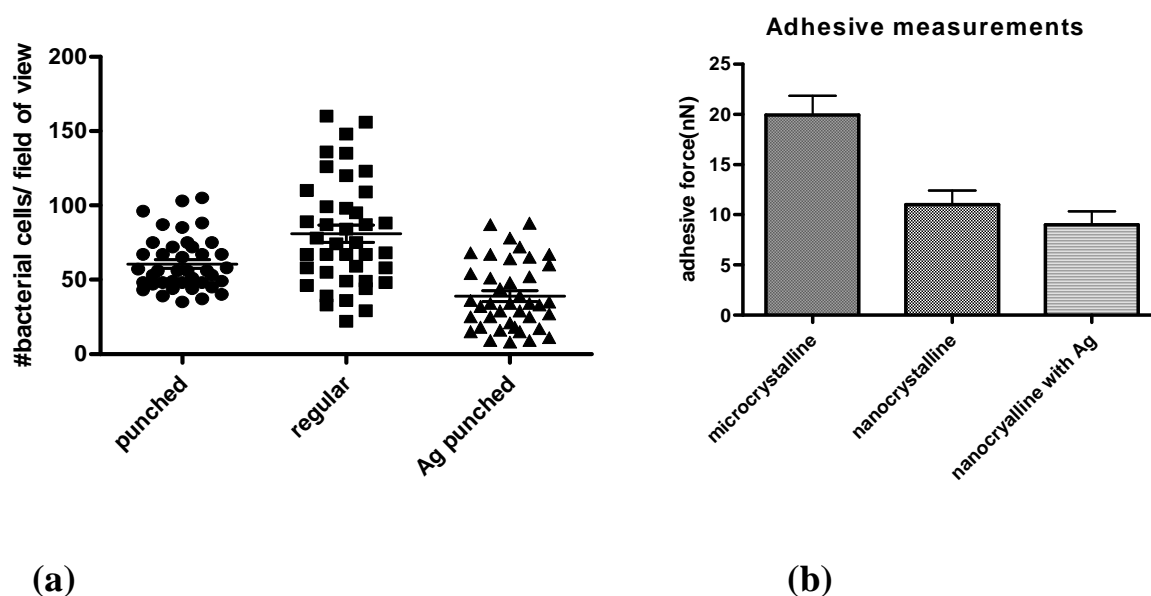 #bacterial cells/ field of view
200
150
100
50
0
punched
regular
Ag punched
(a)
Adhesive measurements
adhesive force(nN)
25
20
15
10
5
0
microcrystalline
nanocrystalline
nanocryalline with Ag
(b)